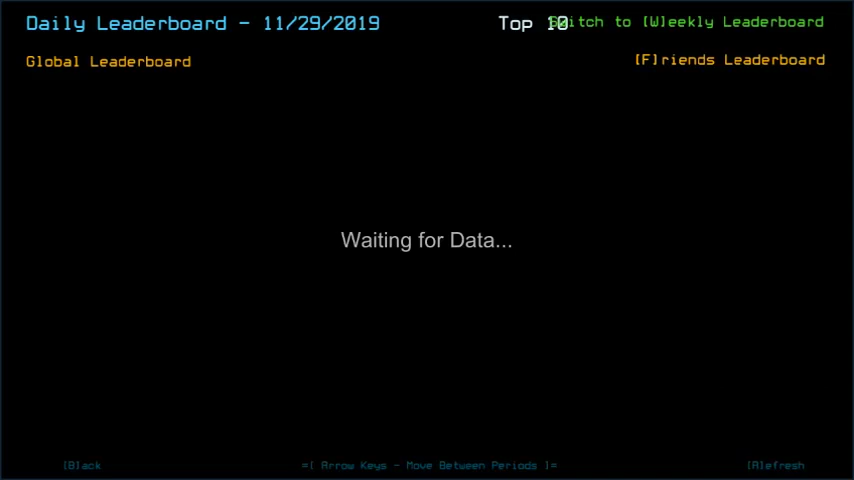 Daily Leaderboard - 11/29/2019
Top 10
Switch to [W]eekly Leaderboard
Global Leaderboard
[F]riends Leaderboard
Waiting for Data...
[B]ack
=[ Arrow Keys - Move Between Periods ]=
[R]efresh